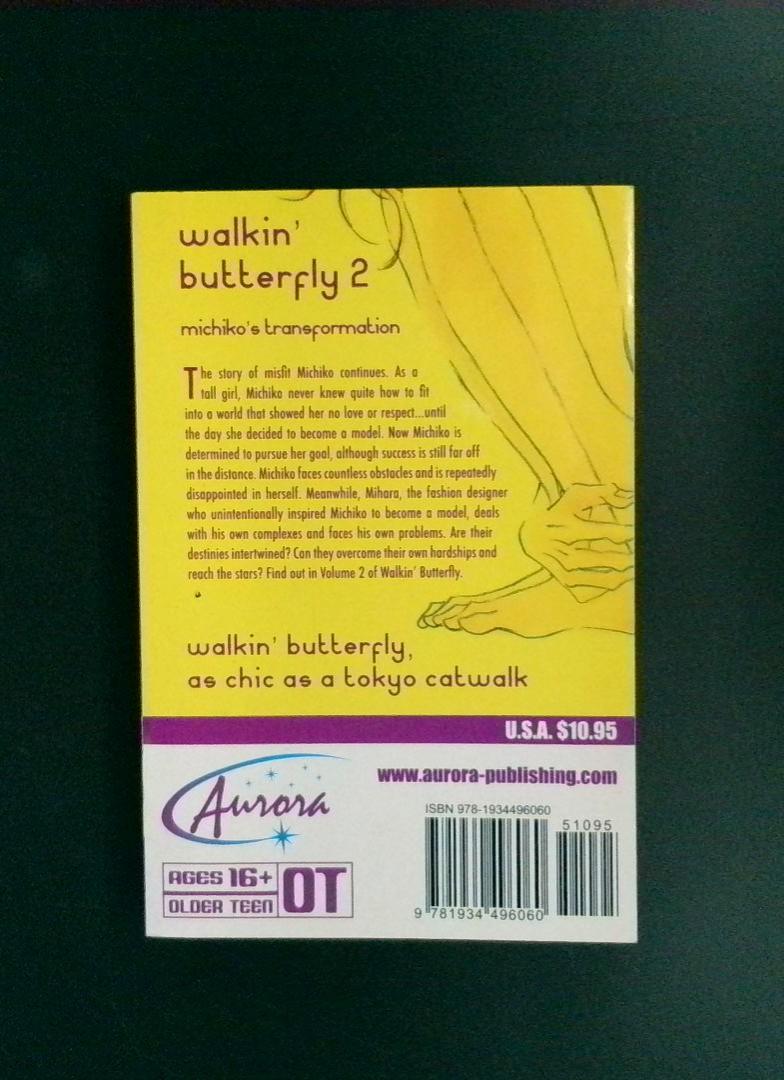 walkin'
butterfly 2
michiko's transformation
The story of misfit Michiko continues. As a
tall girl, Michiko never knew quite how to fit
into a world that showed her no love or respect...until
the day she decided to become a model. Now Michiko is
determined to pursue her goal, although success is still far off
in the distance. Michiko faces countless obstacles and is repeatedly
disappointed in herself. Meanwhile, Mihara, the fashion designer
who unintentionally inspired Michiko to become a model, deals
with his own complexes and faces his own problems. Are their
destinies intertwined? Can they overcome their own hardships and
reach the stars? Find out in Volume 2 of Walkin' Butterfly.
walkin' butterfly,
as chic as a tokyo catwalk
U.S.A. $10.95
www.aurora-publishing.com
Aurora
ISBN 978-1934496060
51095
9 781934 496060
AGES 16+
OLDER TEEN
OT